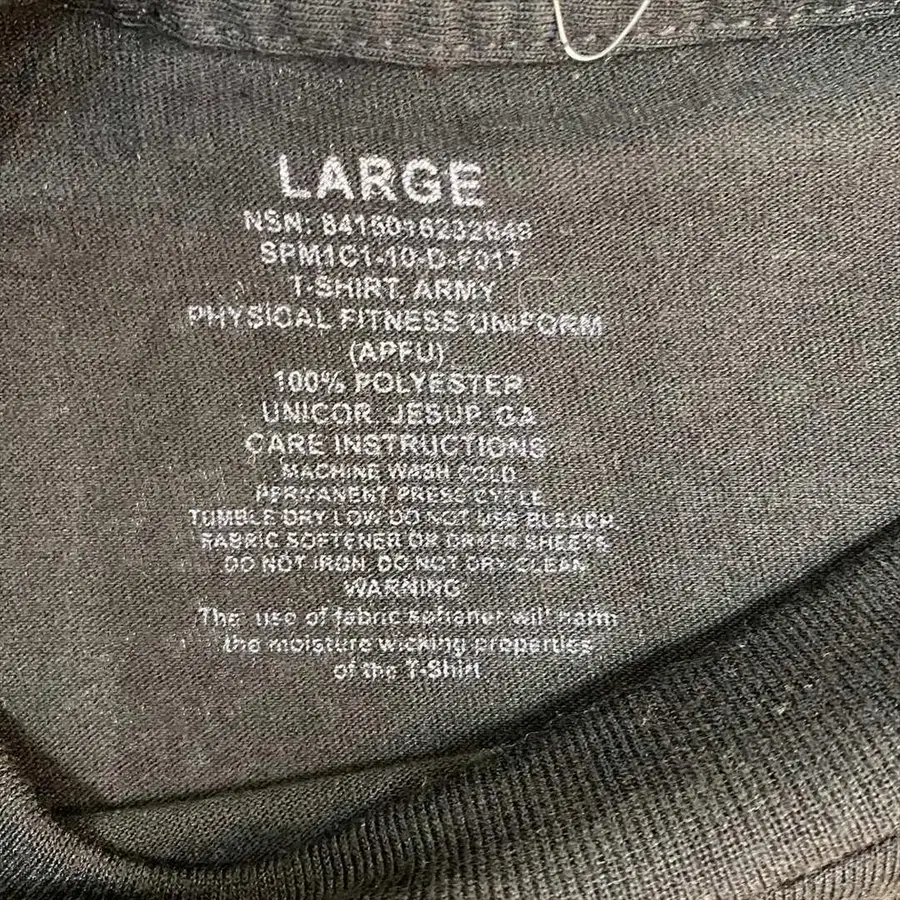 LARGE
NSN: 8415016232649
SPM1C1-10-D-F017
T-SHIRT, ARMY
PHYSICAL FITNESS UNIFORM
(APFU)
100% POLYESTER
UNICOR, JESUP, GA
CARE INSTRUCTIONS
MACHINE WASH COLD,
PERMANENT PRESS CYCLE
TUMBLE DRY LOW DO NOT USE BLEACH,
FABRIC SOFTENER OR DRYER SHEETS
DO NOT IRON, DO NOT DRY CLEAN
WARNING:
The use of fabric softener will harm
the moisture wicking properties
of the T-Shirt